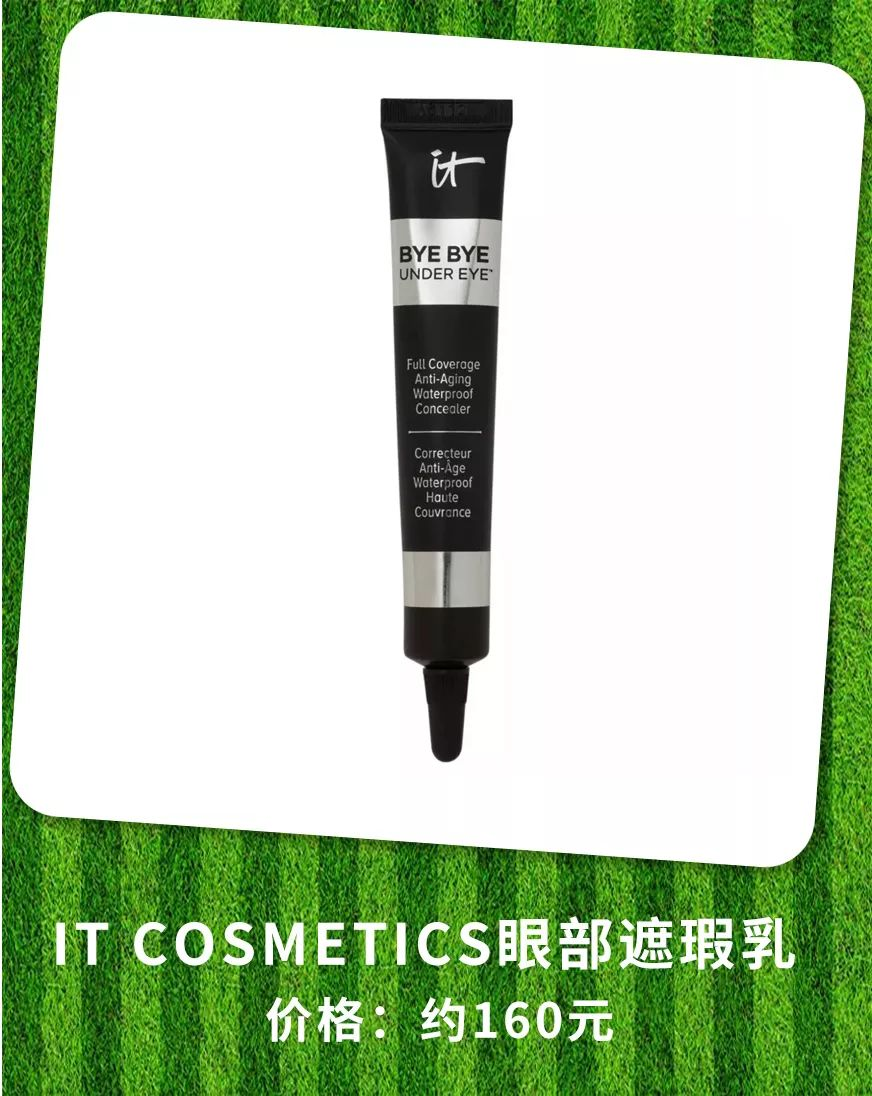 it
BYE BYE
UNDER EYE™
Full Coverage
Anti-Aging
Waterproof
Concealer
Correcteur
Anti-Âge
Waterproof
Haute
Couvrance
IT COSMETICS眼部遮瑕乳
价格：约160元